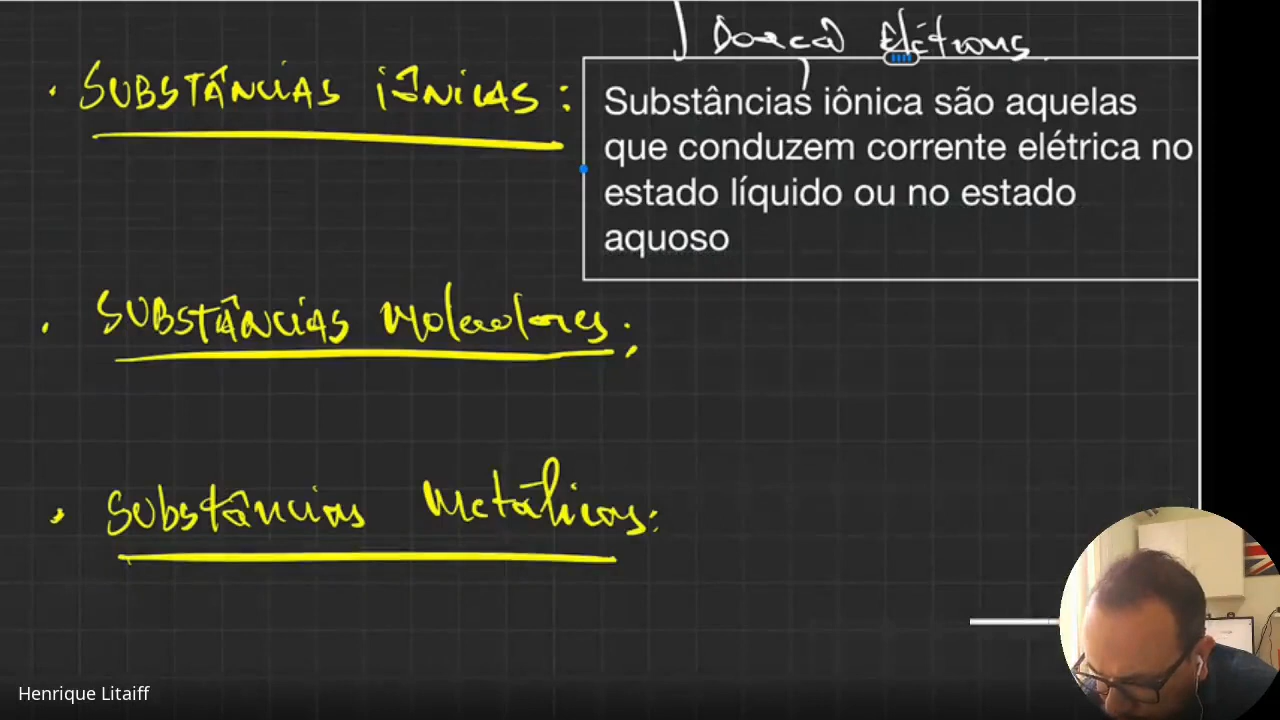 Doação Elétrons.
• SUBSTÂNCIAS iÔNICAS:
Substâncias iônica são aquelas
que conduzem corrente elétrica no
estado líquido ou no estado
aquoso
• SUBSTÂNCIAS Moleculares:
• Substâncias Metálicas:
Henrique Litaiff